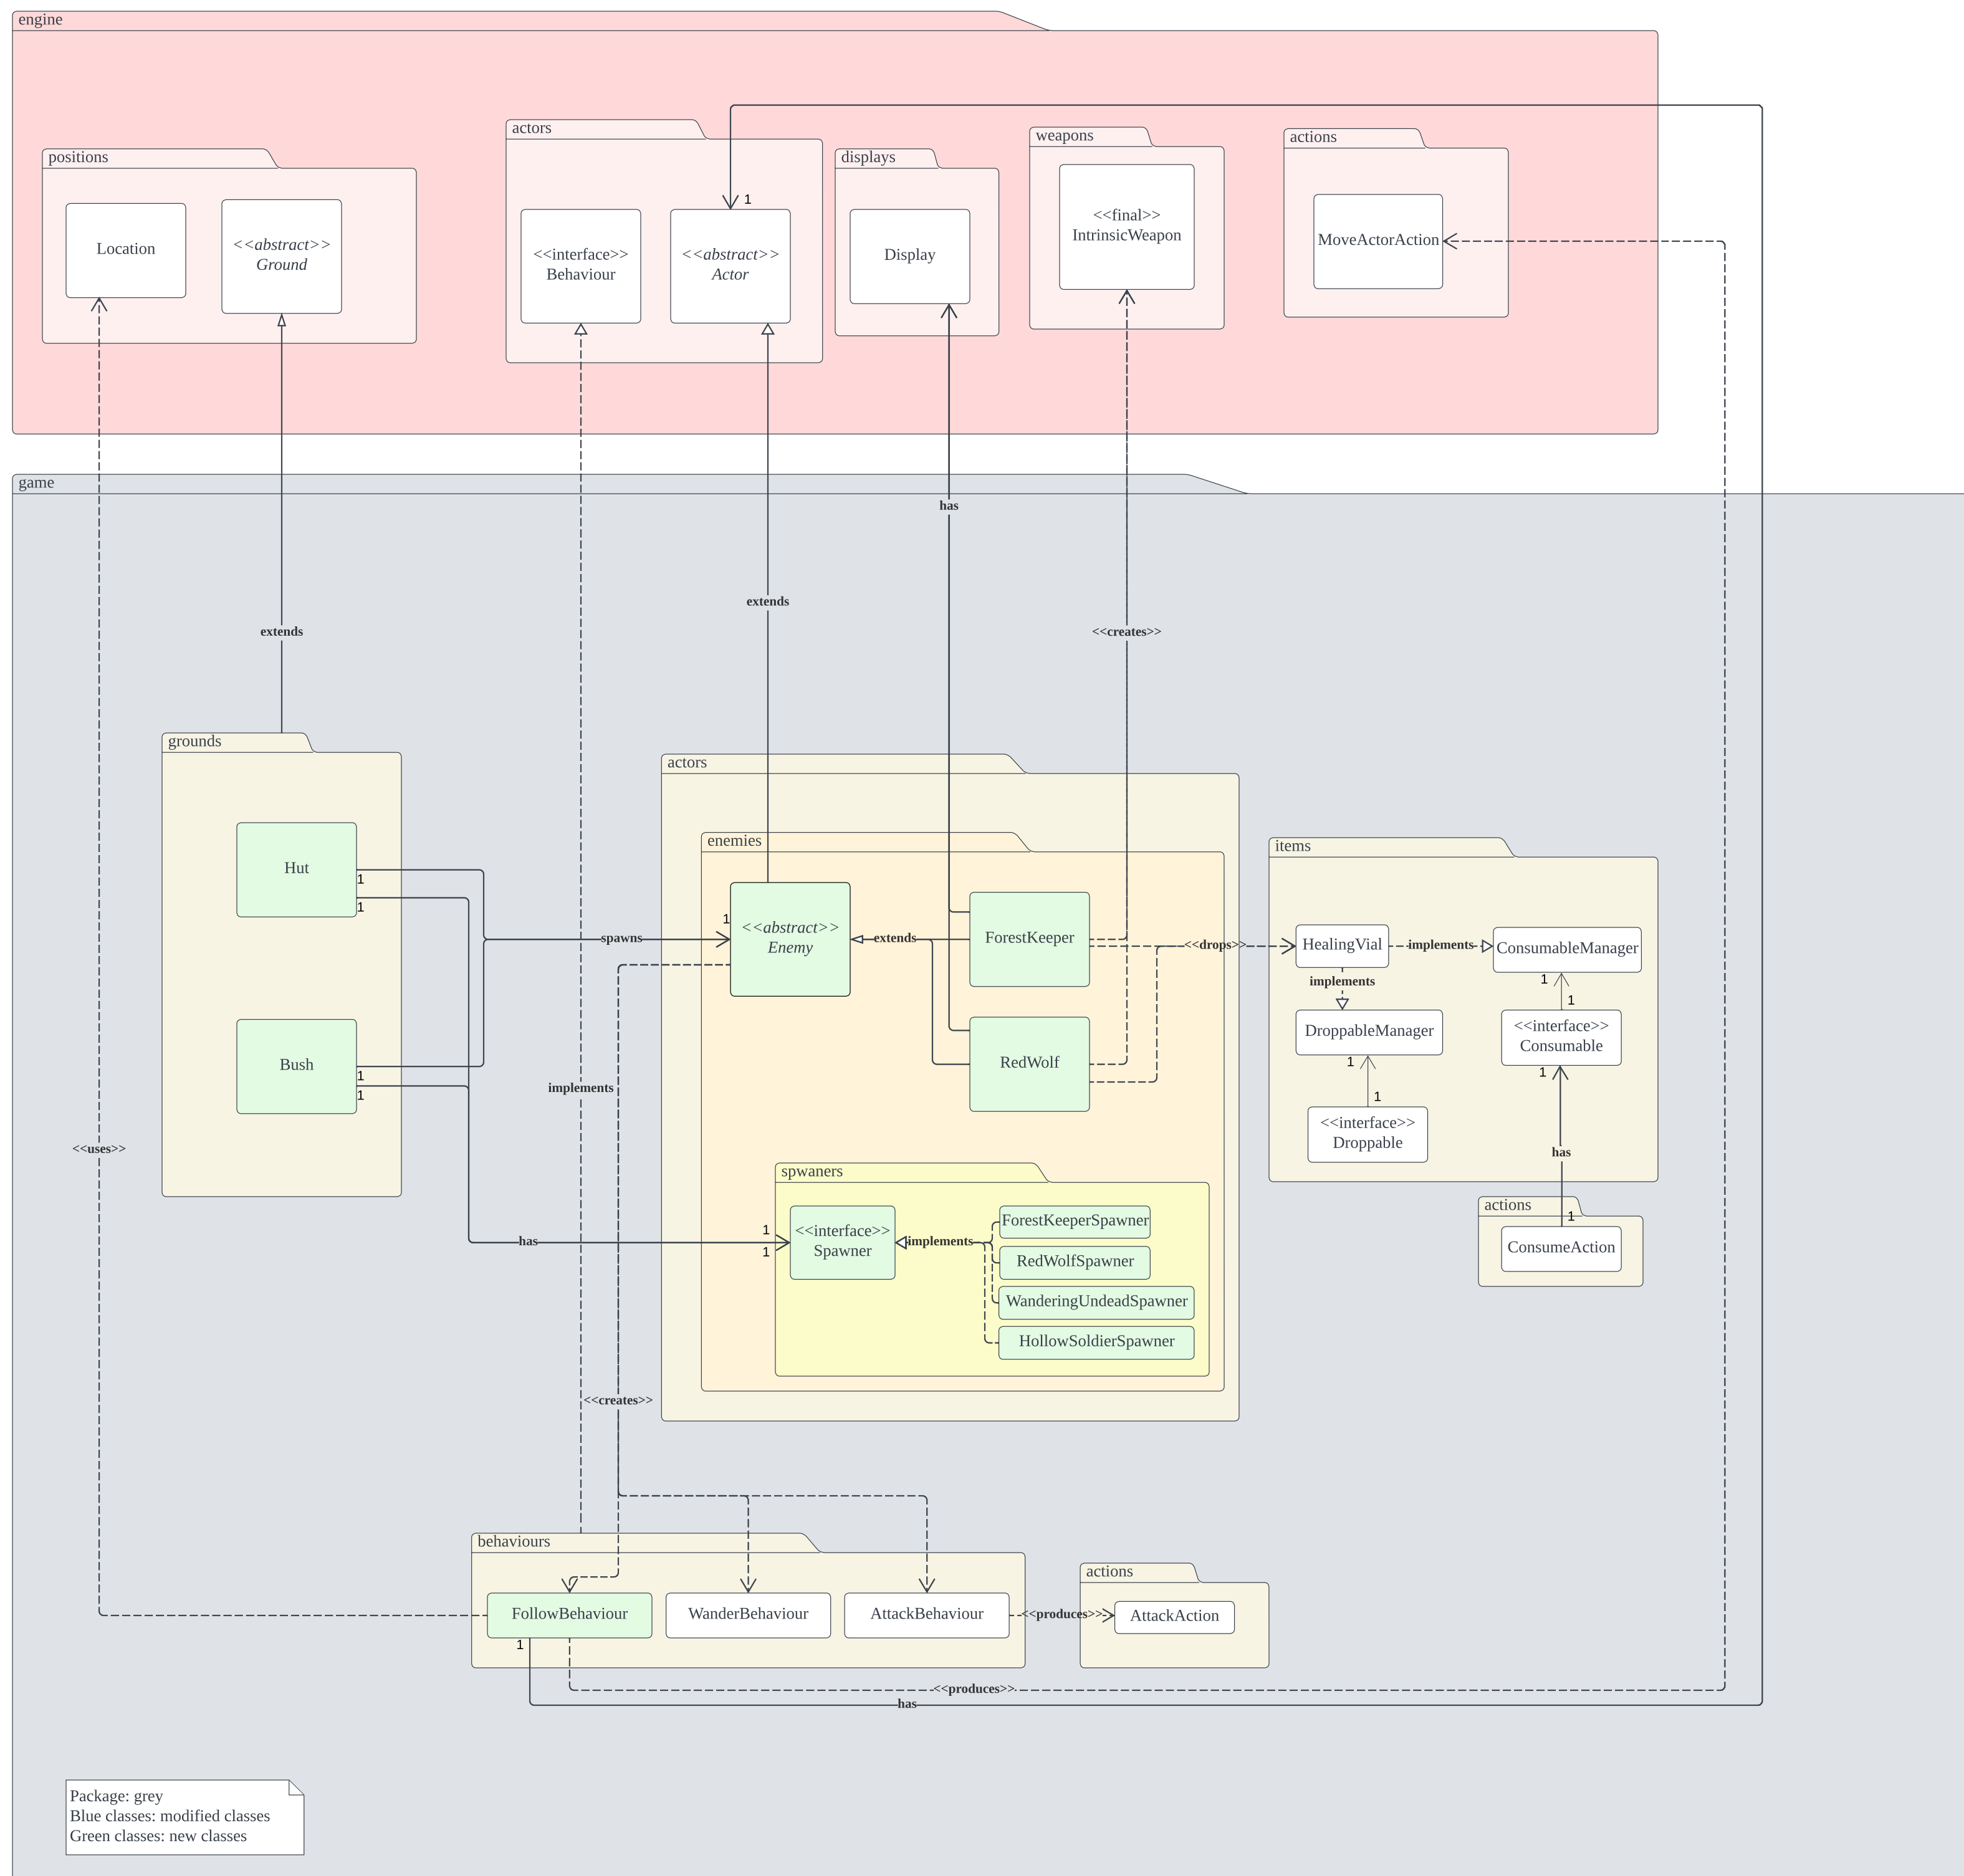 engine
positions
Location
<<abstract>>
Ground
actors
<<interface>>
Behaviour
<<abstract>>
Actor
1
displays
Display
weapons
<<final>>
IntrinsicWeapon
actions
MoveActorAction
game
has
extends
extends
<<creates>>
grounds
Hut
1
1
Bush
1
1
spawns
has
implements
<<uses>>
<<creates>>
actors
enemies
1
<<abstract>>
Enemy
extends
ForestKeeper
RedWolf
<<drops>>
spwaners
1
1
<<interface>>
Spawner
implements
ForestKeeperSpawner
RedWolfSpawner
WanderingUndeadSpawner
HollowSoldierSpawner
items
HealingVial
implements
ConsumableManager
implements
1
1
DroppableManager
<<interface>>
Consumable
1
1
1
<<interface>>
Droppable
has
actions
1
ConsumeAction
behaviours
FollowBehaviour
WanderBehaviour
AttackBehaviour
1
<<produces>>
actions
AttackAction
<<produces>>
has
Package: grey
Blue classes: modified classes
Green classes: new classes